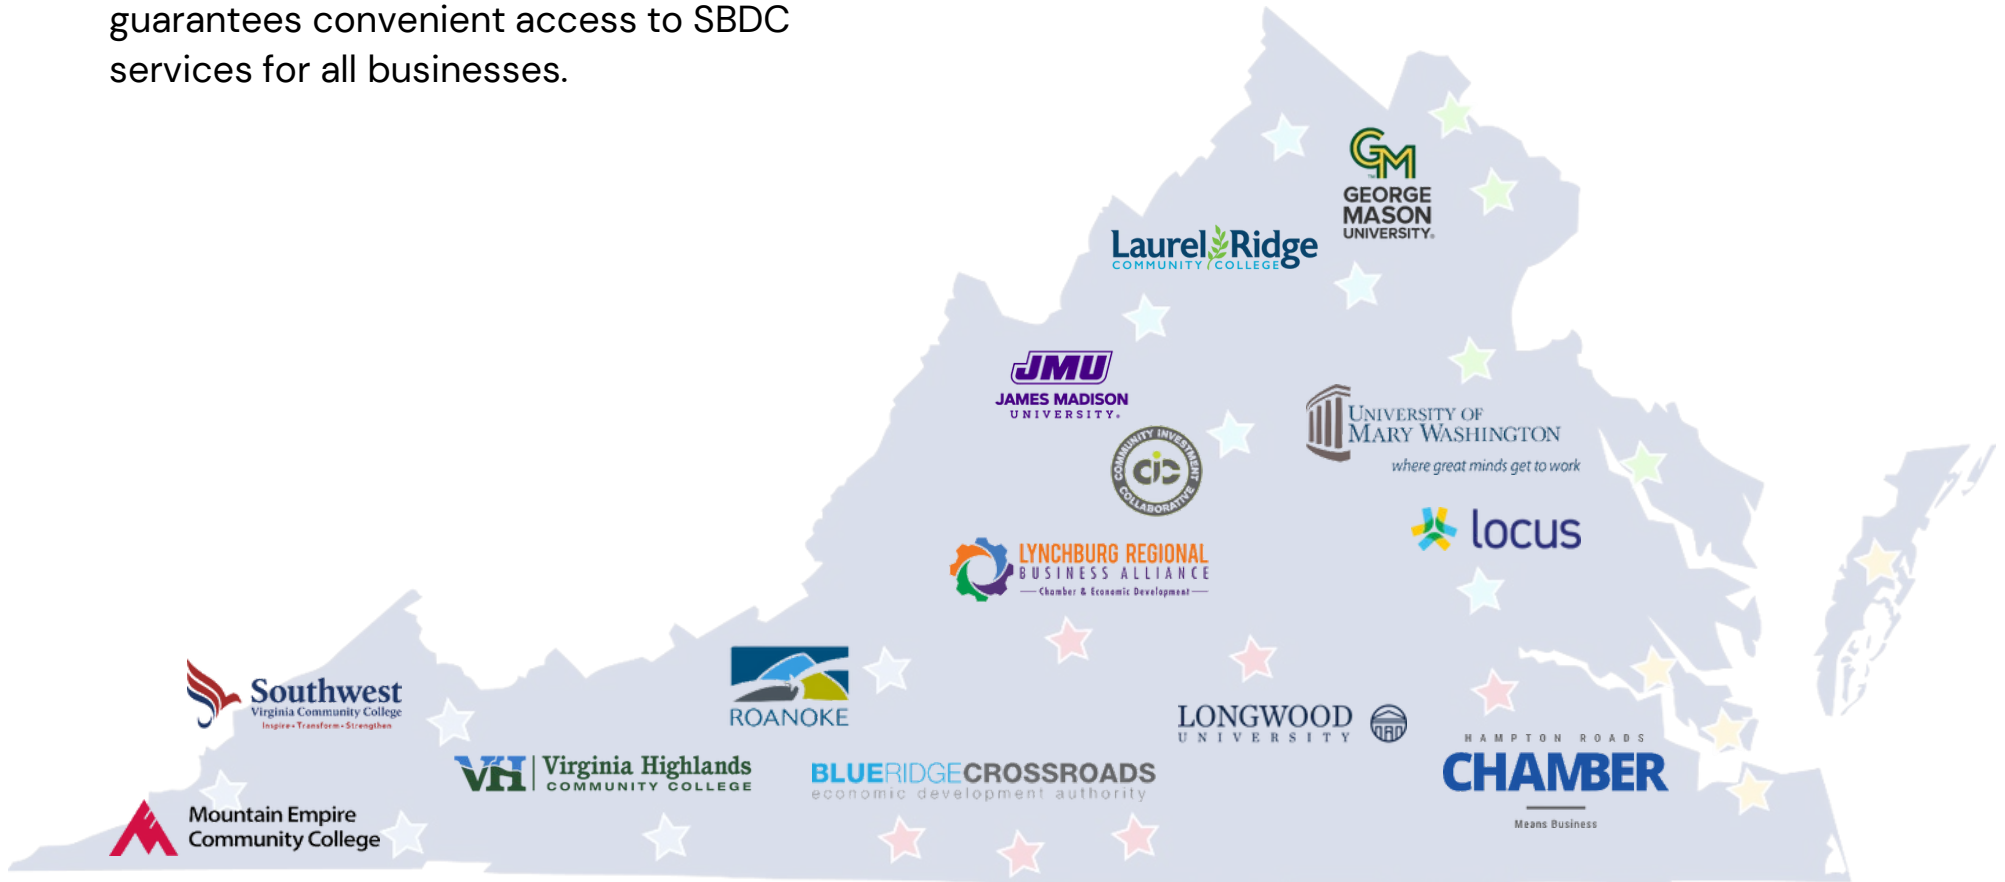 guarantees convenient access to SBDC
services for all businesses.
GM
GEORGE
MASON
UNIVERSITY
Laurel Ridge
COMMUNITY COLLEGE
JMU
JAMES MADISON
UNIVERSITY
UNIVERSITY OF
MARY WASHINGTON
where great minds get to work
COMMUNITY INVESTMENT
CIC
COLLABORATIVE
locus
LYNCHBURG REGIONAL
BUSINESS ALLIANCE
Chamber & Economic Development
Southwest
Virginia Community College
Inspire • Transform • Strengthen
ROANOKE
LONGWOOD
UNIVERSITY
HAMPTON ROADS
CHAMBER
Means Business
VH Virginia Highlands
COMMUNITY COLLEGE
BLUERIDGECROSSROADS
economic development authority
Mountain Empire
Community College